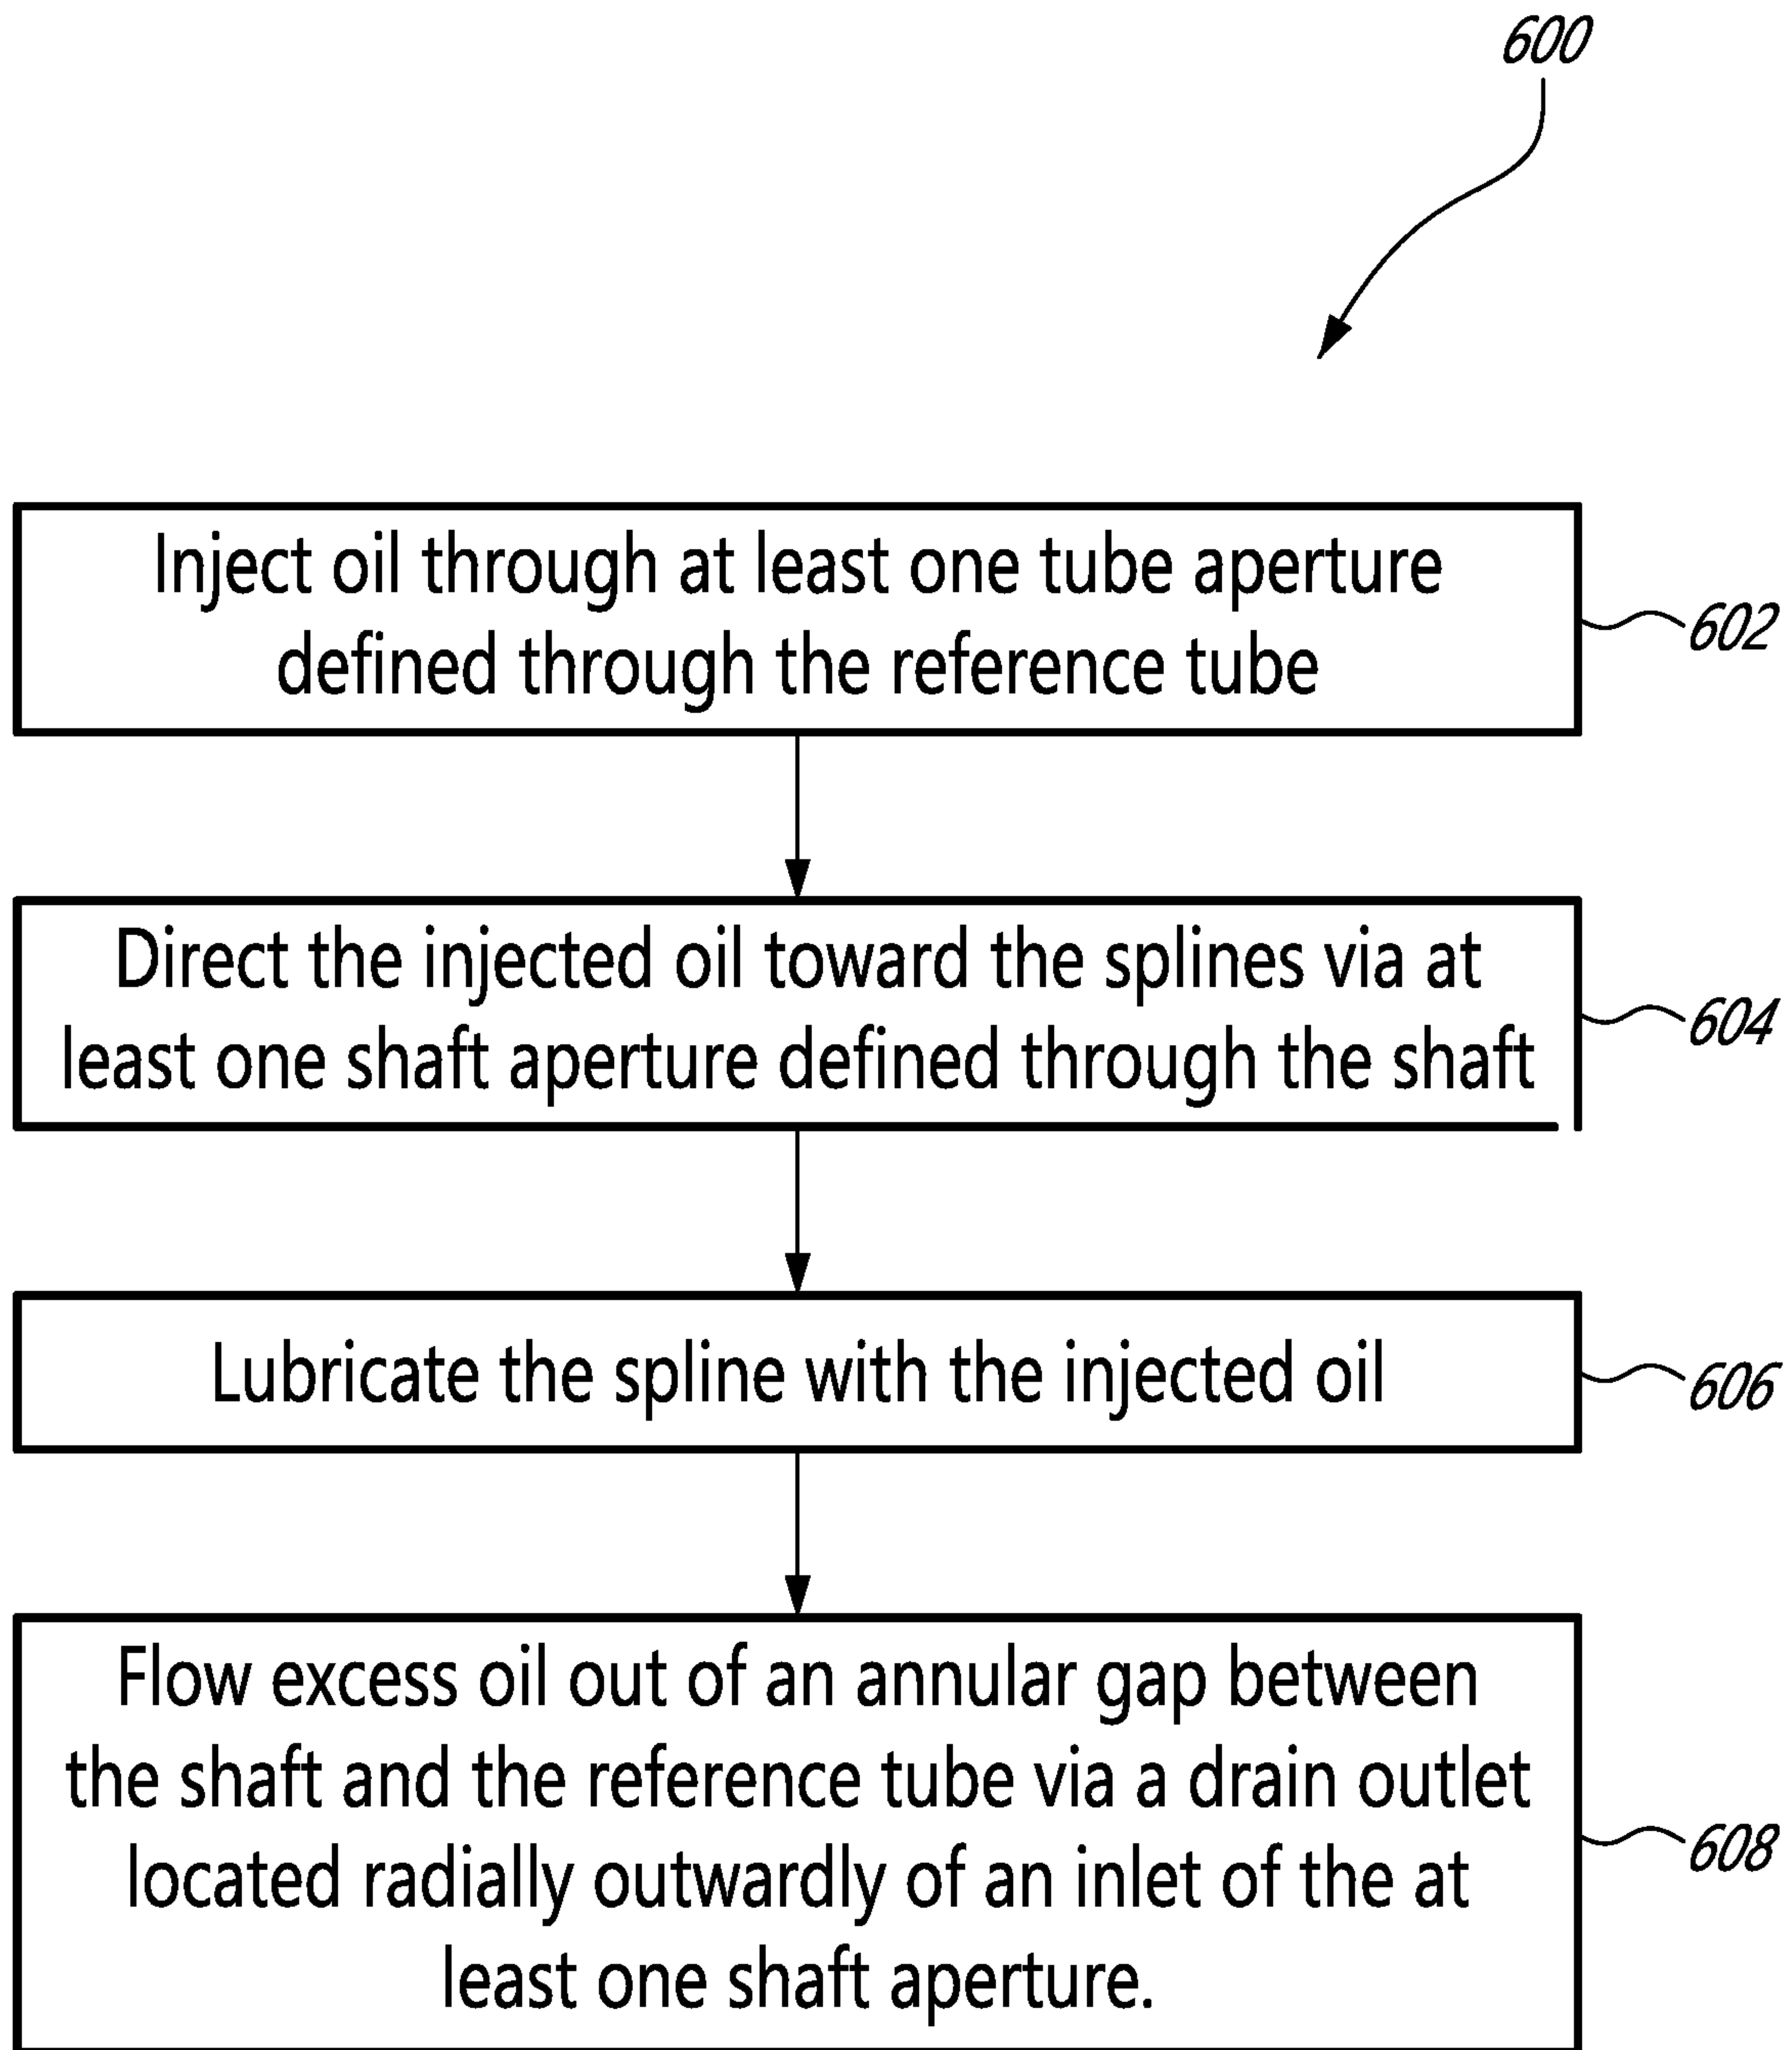 600
Inject oil through at least one tube aperture
defined through the reference tube
602
Direct the injected oil toward the splines via at
least one shaft aperture defined through the shaft
604
Lubricate the spline with the injected oil
606
Flow excess oil out of an annular gap between
the shaft and the reference tube via a drain outlet
located radially outwardly of an inlet of the at
least one shaft aperture.
608